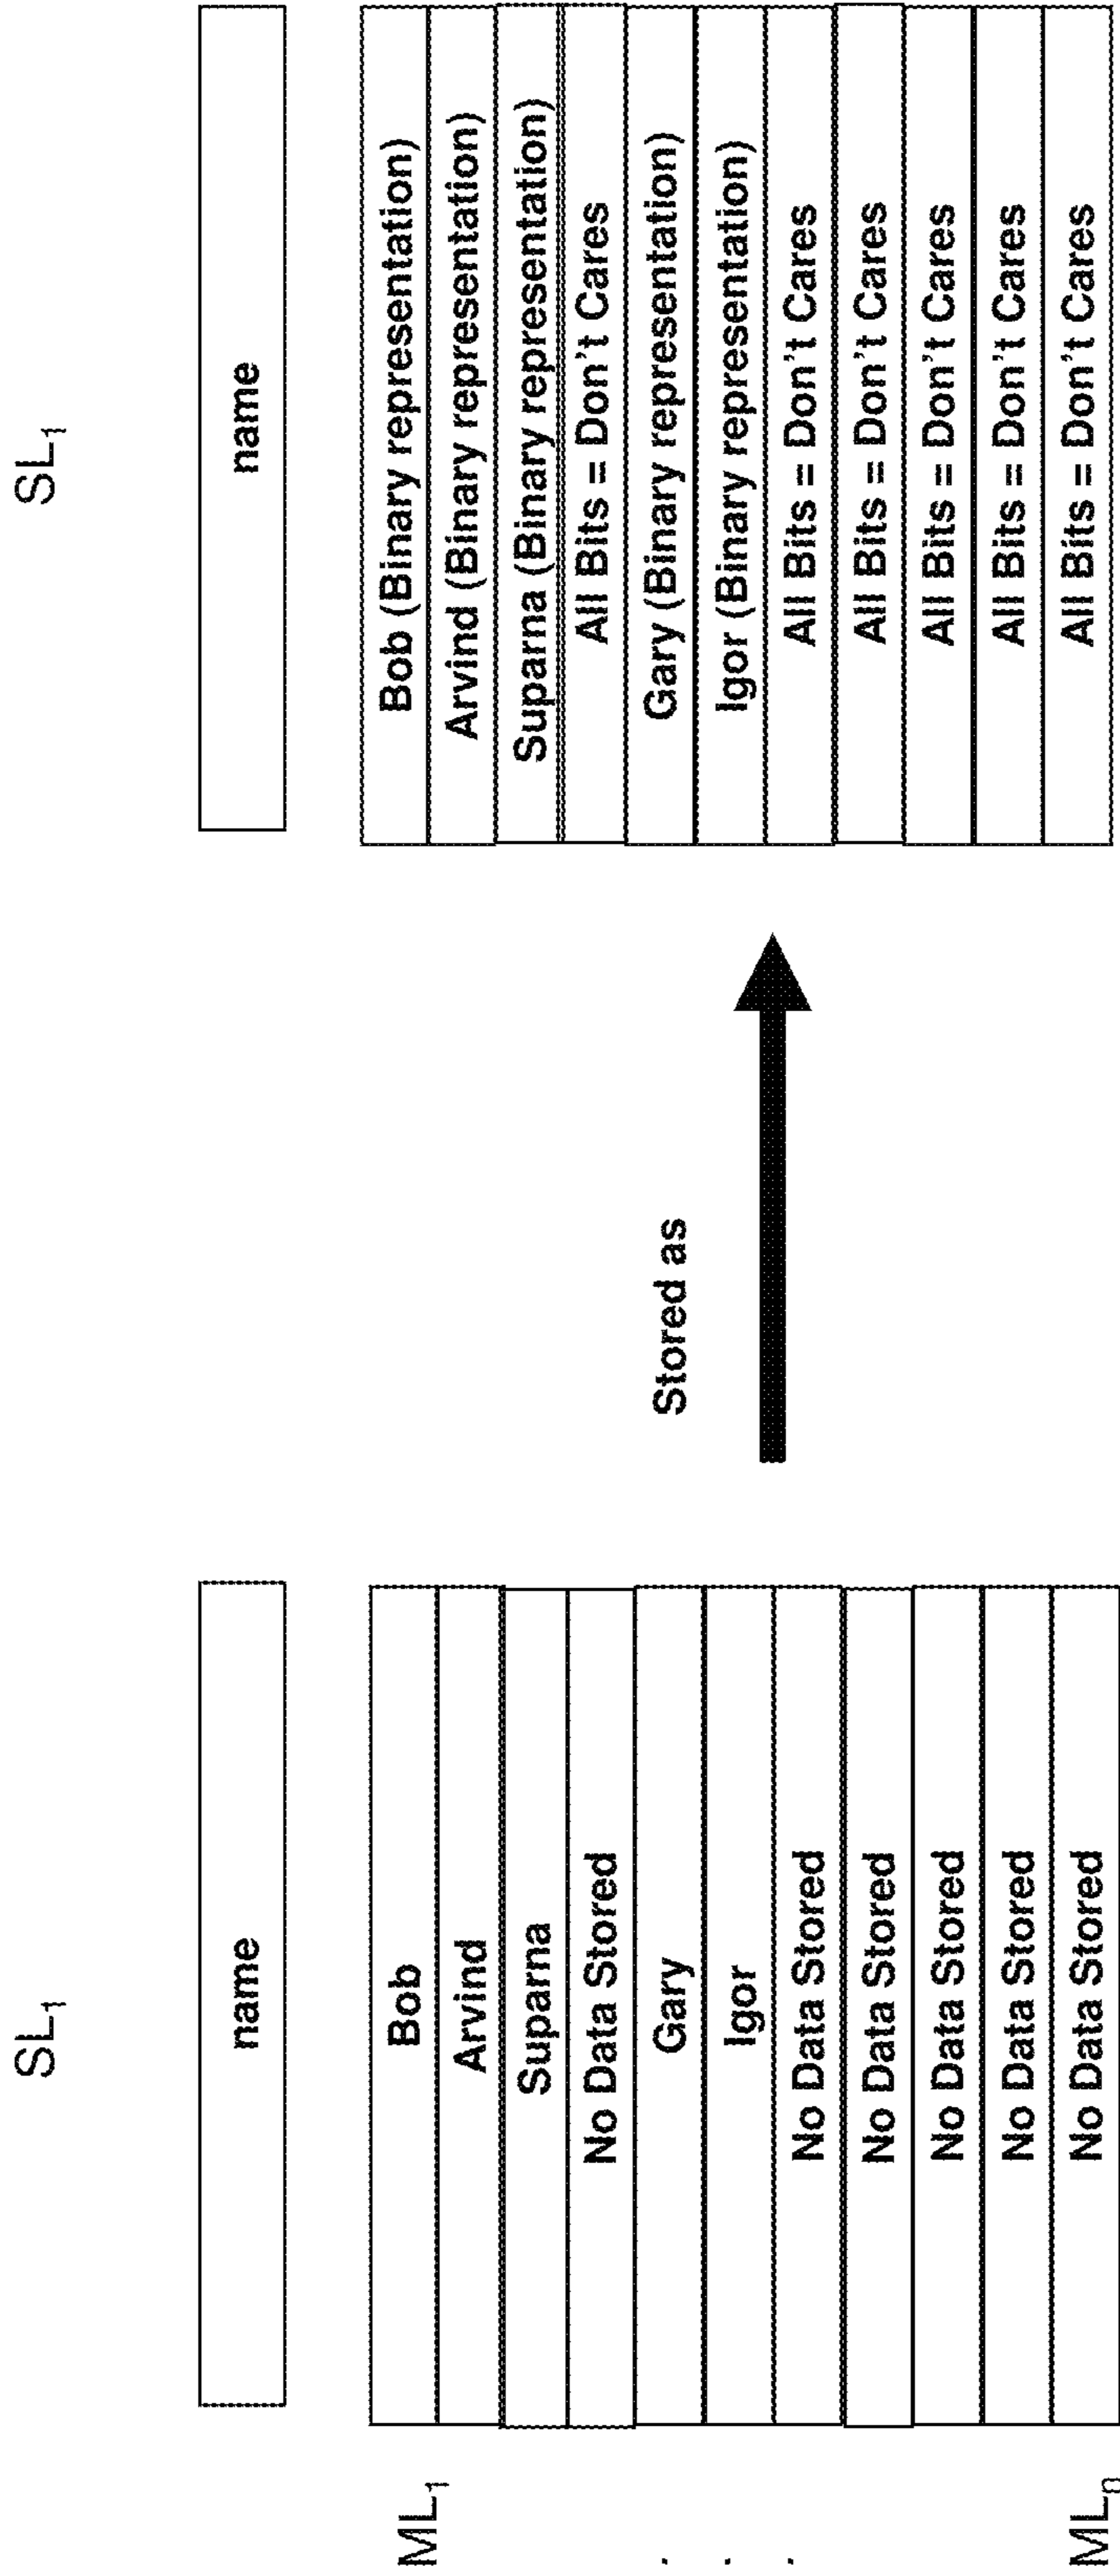 SL₁
name
ML₁
Bob
Arvind
Suparna
No Data Stored
Gary
Igor
No Data Stored
No Data Stored
No Data Stored
No Data Stored
No Data Stored
. . .
MLₙ
Stored as
SL₁
name
Bob (Binary representation)
Arvind (Binary representation)
Suparna (Binary representation)
All Bits = Don't Cares
Gary (Binary representation)
Igor (Binary representation)
All Bits = Don't Cares
All Bits = Don't Cares
All Bits = Don't Cares
All Bits = Don't Cares
All Bits = Don't Cares